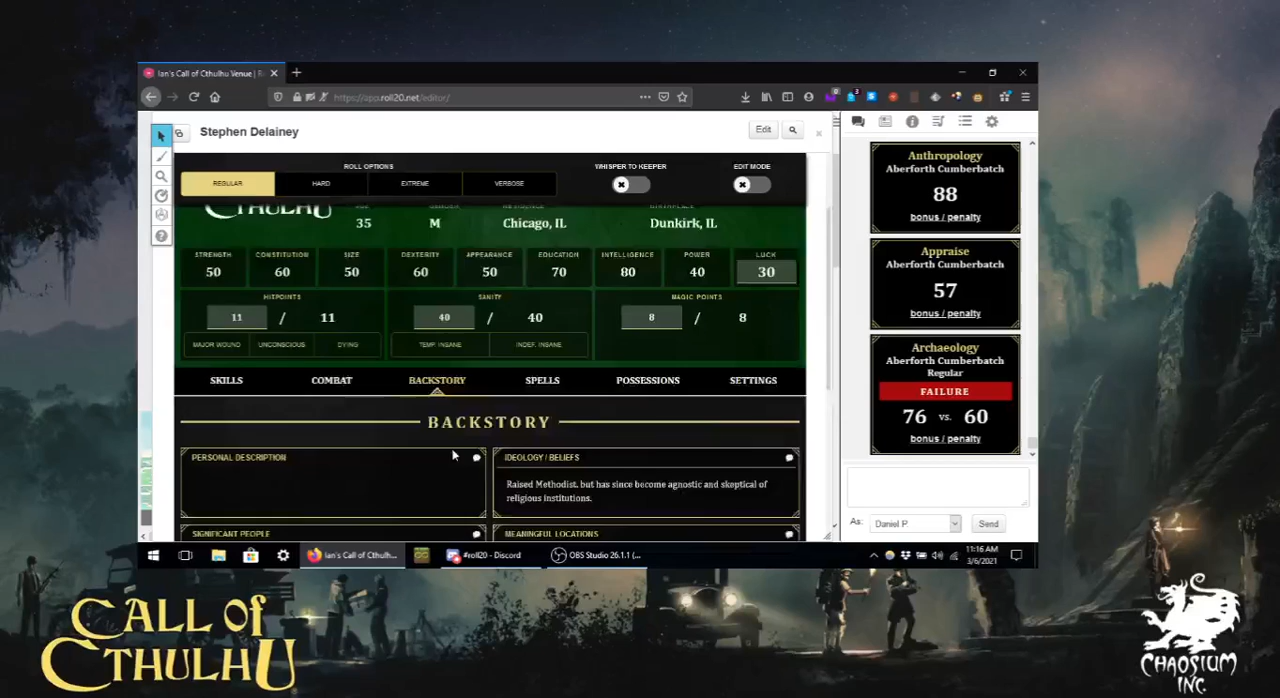 Ian's Call of Cthulhu Venue | R
https://app.roll20.net/editor/
Stephen Delainey
Edit
ROLL OPTIONS
WHISPER TO KEEPER
EDIT MODE
REGULAR
HARD
EXTREME
VERBOSE
CTHULHU
35
M
Chicago, IL
Dunkirk, IL
STRENGTH
CONSTITUTION
SIZE
DEXTERITY
APPEARANCE
EDUCATION
INTELLIGENCE
POWER
LUCK
50
60
50
60
50
70
80
40
30
HITPOINTS
SANITY
MAGIC POINTS
11 / 11
40 / 40
8 / 8
MAJOR WOUND
UNCONSCIOUS
DYING
TEMP. INSANE
INDEF. INSANE
SKILLS
COMBAT
BACKSTORY
SPELLS
POSSESSIONS
SETTINGS
BACKSTORY
PERSONAL DESCRIPTION
IDEOLOGY / BELIEFS
Raised Methodist, but has since become agnostic and skeptical of
religious institutions.
SIGNIFICANT PEOPLE
MEANINGFUL LOCATIONS
Anthropology
Aberforth Cumberbatch
88
bonus / penalty
Appraise
Aberforth Cumberbatch
57
bonus / penalty
Archaeology
Aberforth Cumberbatch
Regular
FAILURE
76 vs. 60
bonus / penalty
As:
Daniel P.
Send
Ian's Call of Cthulh...
#roll20 - Discord
OBS Studio 26.1.1 (...
11:16 AM
3/6/2021
CALL of
CTHULHU
CHAOSIUM
INC.